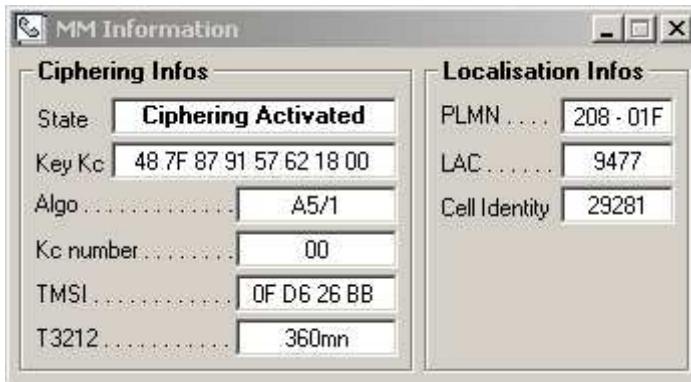 MM Information
Ciphering Infos
State Ciphering Activated
Key Kc 48 7F 87 91 57 62 18 00
Algo ............. A5/1
Kc number ........ 00
TMSI ............ 0F D6 26 BB
T3212 ........... 360mn
Localisation Infos
PLMN .... 208 - 01F
LAC ...... 9477
Cell Identity 29281